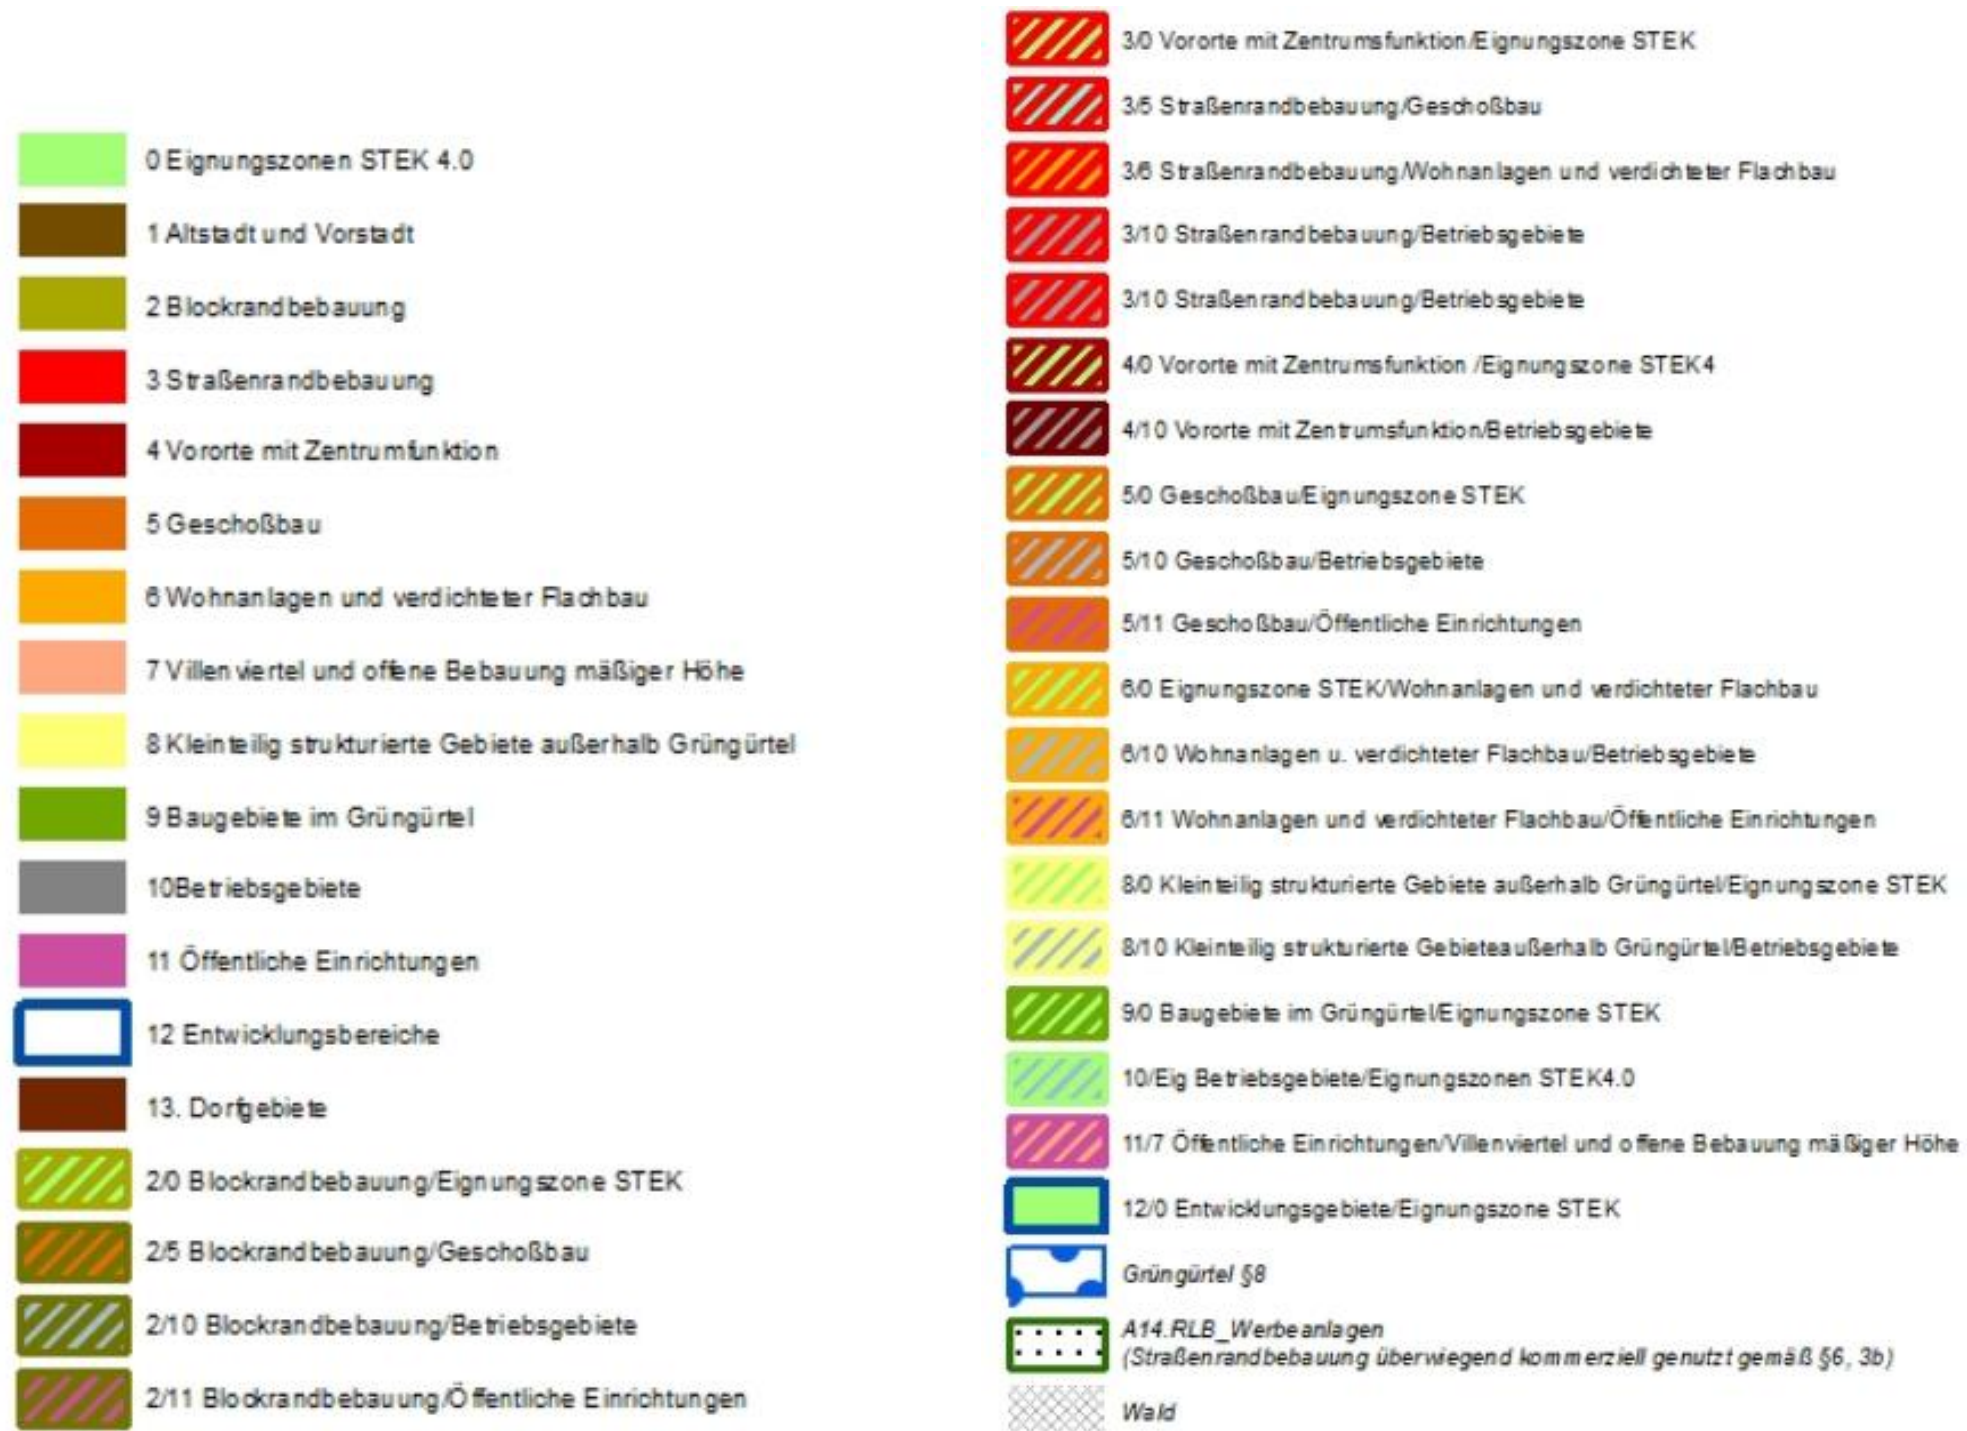 0 Eignungszonen STEK 4.0
1 Altstadt und Vorstadt
2 Blockrandbebauung
3 Straßenrandbebauung
4 Vororte mit Zentrumfunktion
5 Geschoßbau
6 Wohnanlagen und verdichteter Flachbau
7 Villenviertel und offene Bebauung mäßiger Höhe
8 Kleinteilig strukturierte Gebiete außerhalb Grüngürtel
9 Baugebiete im Grüngürtel
10Betriebsgebiete
11 Öffentliche Einrichtungen
12 Entwicklungsbereiche
13. Dorfgebiete
2/0 Blockrandbebauung/Eignungszone STEK
2/5 Blockrandbebauung/Geschoßbau
2/10 Blockrandbebauung/Betriebsgebiete
2/11 Blockrandbebauung/Öffentliche Einrichtungen
3/0 Vororte mit Zentrumsfunktion/Eignungszone STEK
3/5 Straßenrandbebauung/Geschoßbau
3/6 Straßenrandbebauung/Wohnanlagen und verdichteter Flachbau
3/10 Straßenrandbebauung/Betriebsgebiete
3/10 Straßenrandbebauung/Betriebsgebiete
4/0 Vororte mit Zentrumsfunktion /Eignungszone STEK4
4/10 Vororte mit Zentrumsfunktion/Betriebsgebiete
5/0 Geschoßbau/Eignungszone STEK
5/10 Geschoßbau/Betriebsgebiete
5/11 Geschoßbau/Öffentliche Einrichtungen
6/0 Eignungszone STEK/Wohnanlagen und verdichteter Flachbau
6/10 Wohnanlagen u. verdichteter Flachbau/Betriebsgebiete
6/11 Wohnanlagen und verdichteter Flachbau/Öffentliche Einrichtungen
8/0 Kleinteilig strukturierte Gebiete außerhalb Grüngürtel/Eignungszone STEK
8/10 Kleinteilig strukturierte Gebieteaußerhalb Grüngürtel/Betriebsgebiete
9/0 Baugebiete im Grüngürtel/Eignungszone STEK
10/Eig Betriebsgebiete/Eignungszonen STEK4.0
11/7 Öffentliche Einrichtungen/Villenviertel und offene Bebauung mäßiger Höhe
12/0 Entwicklungsgebiete/Eignungszone STEK
Grüngürtel §8
A14.RLB_Werbeanlagen
(Straßenrandbebauung überwiegend kommerziell genutzt gemäß §6, 3b)
Wald